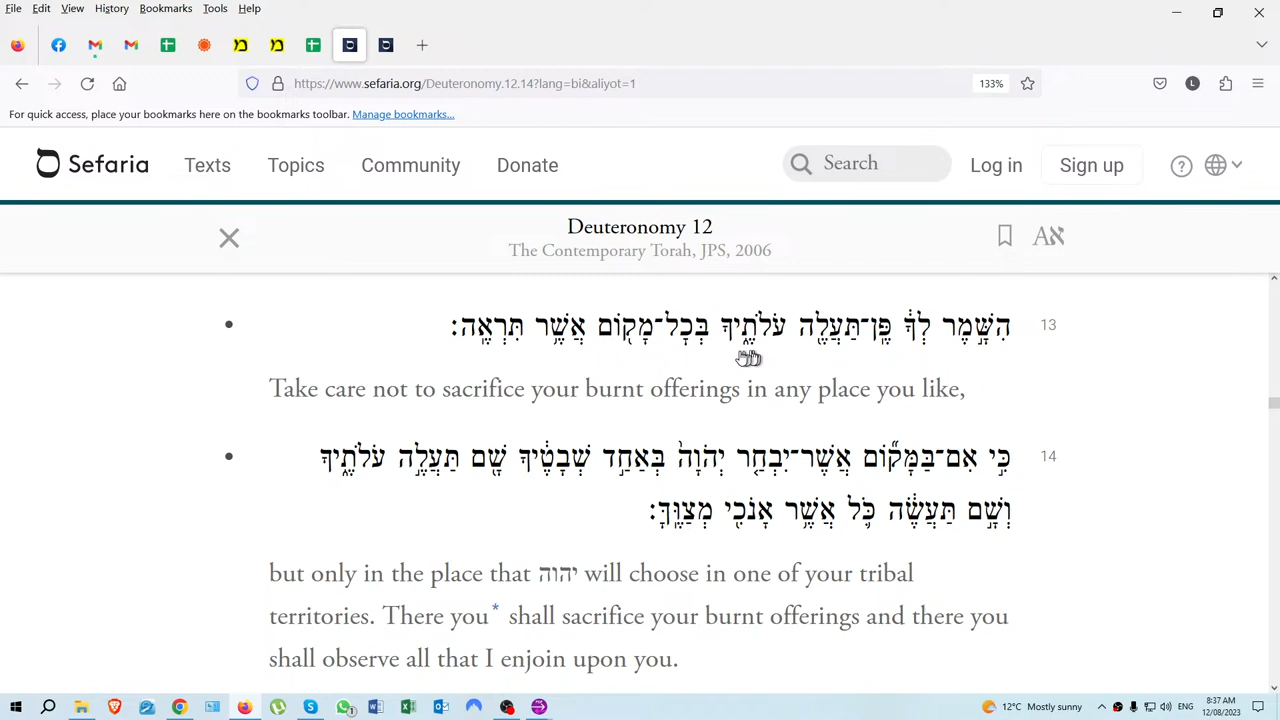 File Edit View History Bookmarks Tools Help
https://www.sefaria.org/Deuteronomy.12.14?lang=bi&aliyot=1
133%
For quick access, place your bookmarks here on the bookmarks toolbar. Manage bookmarks...
Sefaria Texts Topics Community Donate Search Log in Sign up
Deuteronomy 12
The Contemporary Torah, JPS, 2006
13
הִשָּׁ֣מֶר לְךָ֔ פֶּֽן־תַּעֲלֶ֖ה עֹלֹתֶ֑יךָ בְּכׇל־מָק֖וֹם אֲשֶׁ֥ר תִּרְאֶֽה׃
Take care not to sacrifice your burnt offerings in any place you like,
14
כִּ֣י אִם־בַּמָּק֞וֹם אֲשֶׁר־יִבְחַ֤ר יְהֹוָה֙ בְּאַחַ֣ד שְׁבָטֶ֔יךָ שָׁ֖ם תַּעֲלֶ֣ה עֹלֹתֶ֑יךָ
וְשָׁ֣ם תַּעֲשֶׂ֔ה כֹּ֛ל אֲשֶׁ֥ר אָנֹכִ֖י מְצַוֶּֽךָּ׃
but only in the place that יהוה will choose in one of your tribal
territories. There you* shall sacrifice your burnt offerings and there you
shall observe all that I enjoin upon you.
12°C Mostly sunny ENG 8:37 AM
12/08/2023